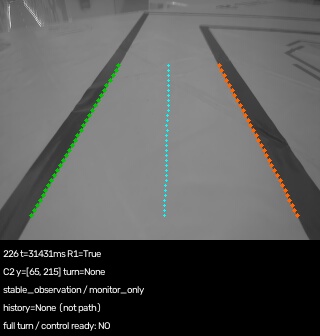 226 t=31431ms R1=True
C2 y=[65, 215] turn=None
stable_observation / monitor_only
history=None (not path)
full turn / control ready: NO